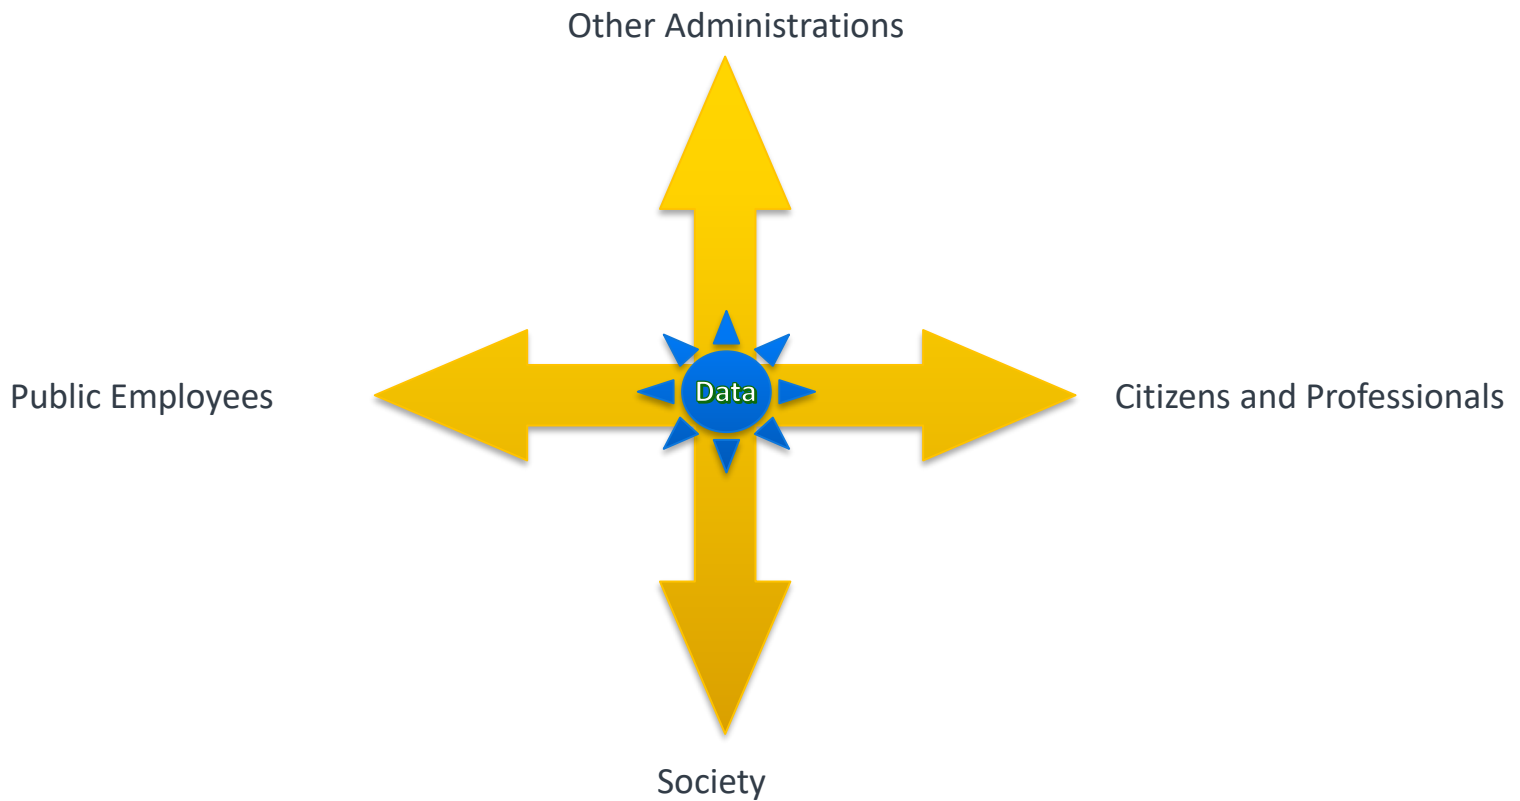 Other Administrations
Public Employees
Data
Citizens and Professionals
Society